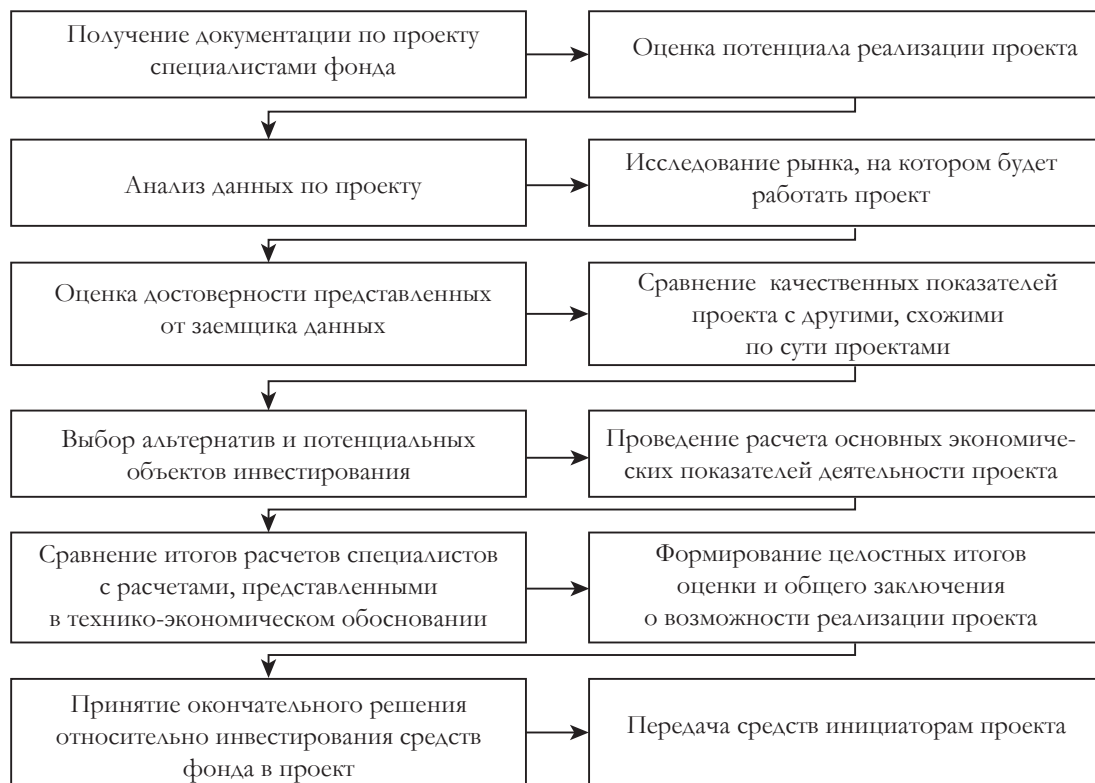 Получение документации по проекту
специалистами фонда
Оценка потенциала реализации проекта
Анализ данных по проекту
Исследование рынка, на котором будет
работать проект
Оценка достоверности представленных
от заемщика данных
Сравнение качественных показателей
проекта с другими, схожими
по сути проектами
Выбор альтернатив и потенциальных
объектов инвестирования
Проведение расчета основных экономиче-
ских показателей деятельности проекта
Сравнение итогов расчетов специалистов
с расчетами, представленными
в технико-экономическом обосновании
Формирование целостных итогов
оценки и общего заключения
о возможности реализации проекта
Принятие окончательного решения
относительно инвестирования средств
фонда в проект
Передача средств инициаторам проекта